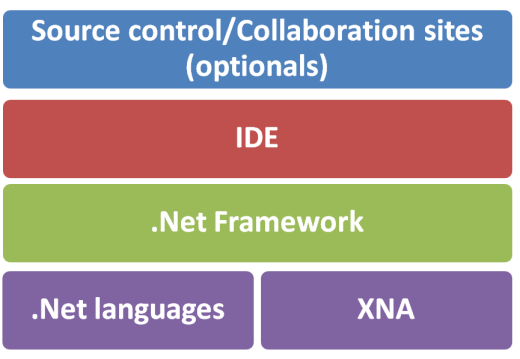 Source control/Collaboration sites
(optionals)
IDE
.Net Framework
.Net languages
XNA